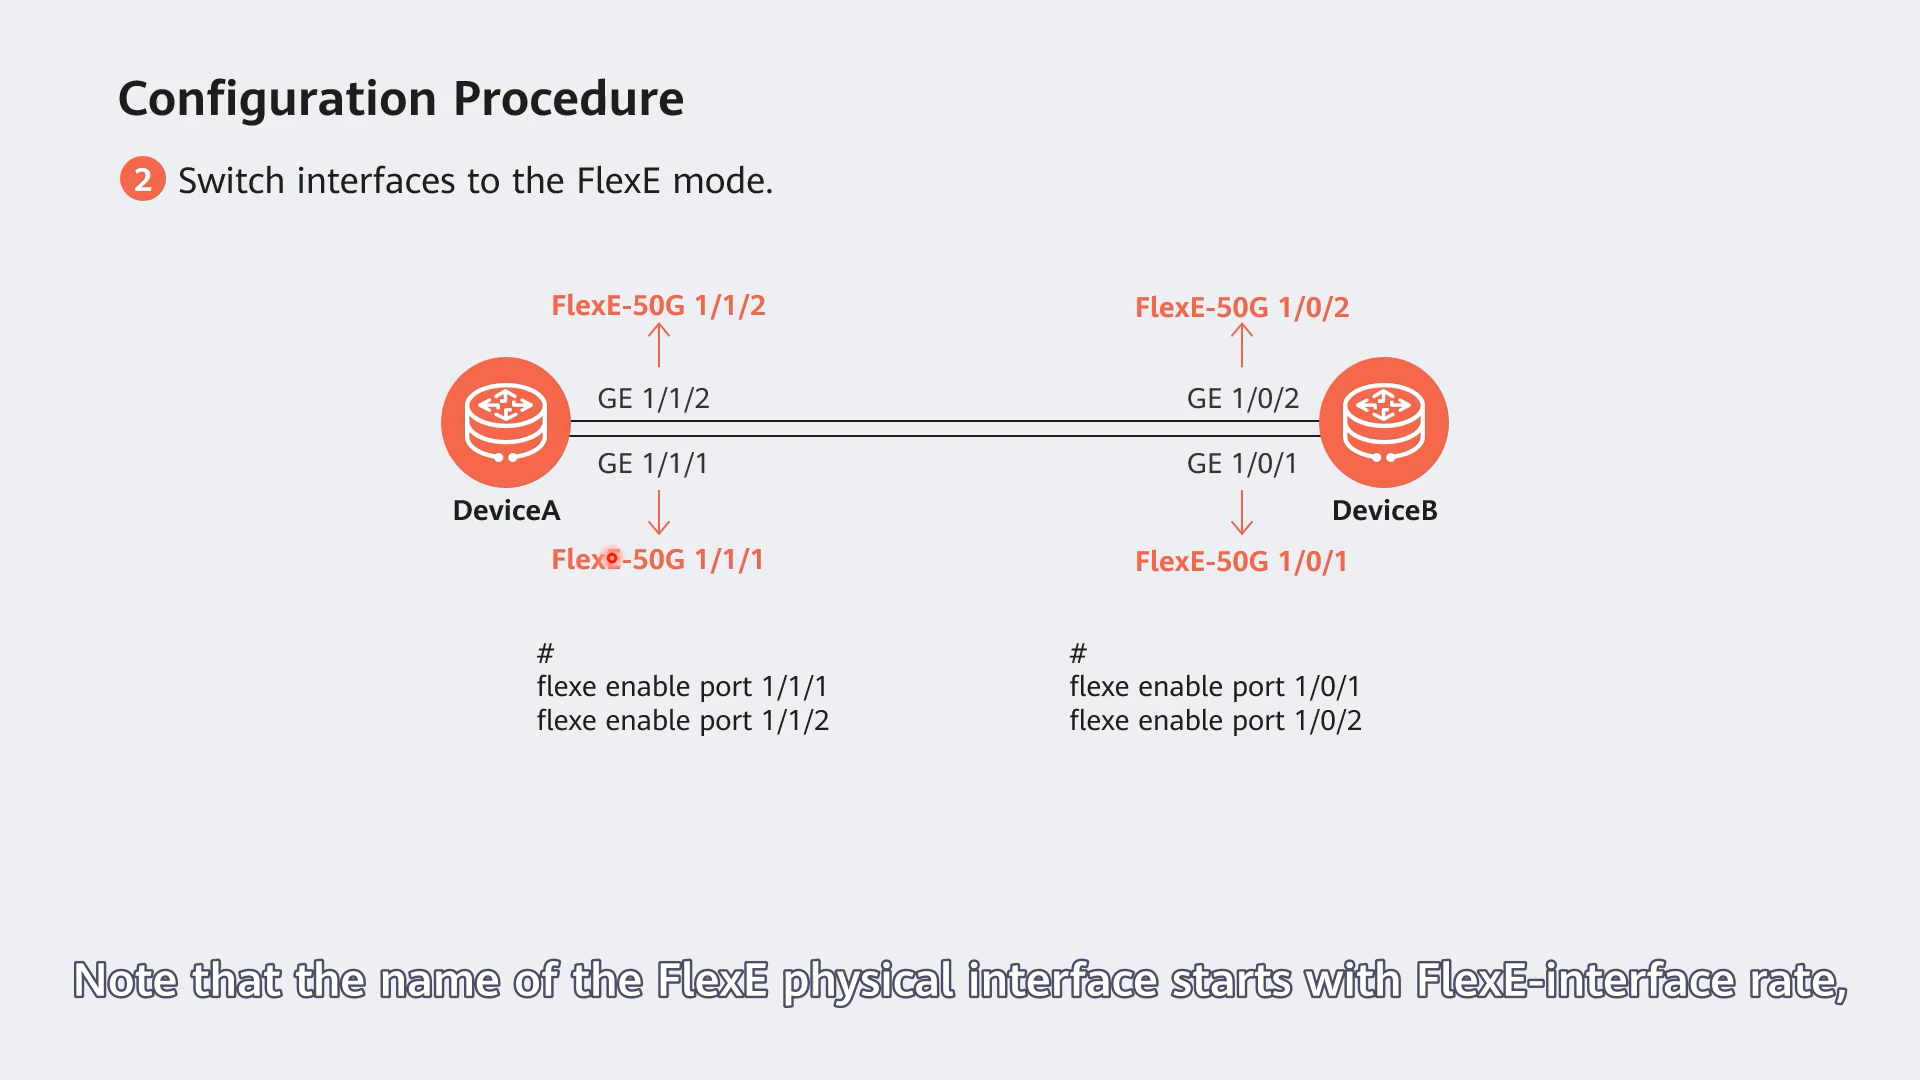 Configuration Procedure
2 Switch interfaces to the FlexE mode.
FlexE-50G 1/1/2
FlexE-50G 1/0/2
GE 1/1/2
GE 1/0/2
GE 1/1/1
GE 1/0/1
DeviceA
DeviceB
FlexE-50G 1/1/1
FlexE-50G 1/0/1
#
flexe enable port 1/1/1
flexe enable port 1/1/2
#
flexe enable port 1/0/1
flexe enable port 1/0/2
Note that the name of the FlexE physical interface starts with FlexE-interface rate,